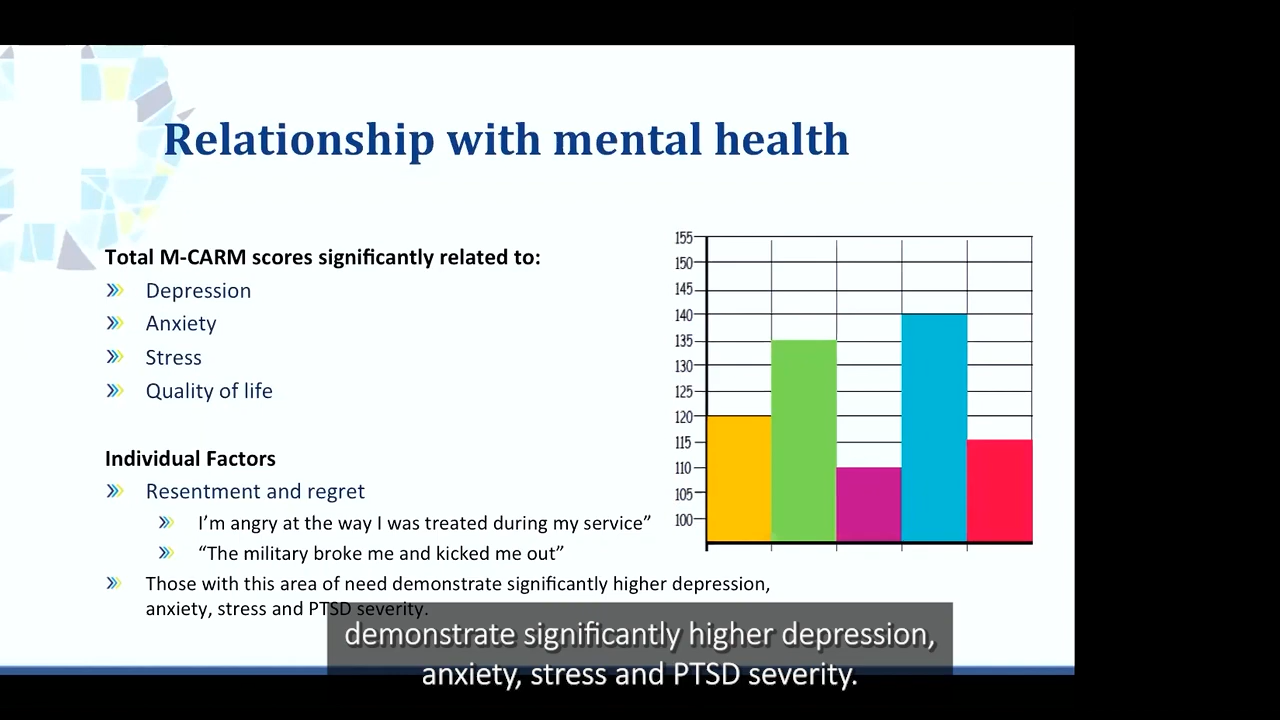 Relationship with mental health
Total M-CARM scores significantly related to:
Depression
Anxiety
Stress
Quality of life
Individual Factors
Resentment and regret
I’m angry at the way I was treated during my service”
“The military broke me and kicked me out”
Those with this area of need demonstrate significantly higher depression,
anxiety, stress and PTSD severity.
155
150
145
140
135
130
125
120
115
110
105
100
demonstrate significantly higher depression,
anxiety, stress and PTSD severity.